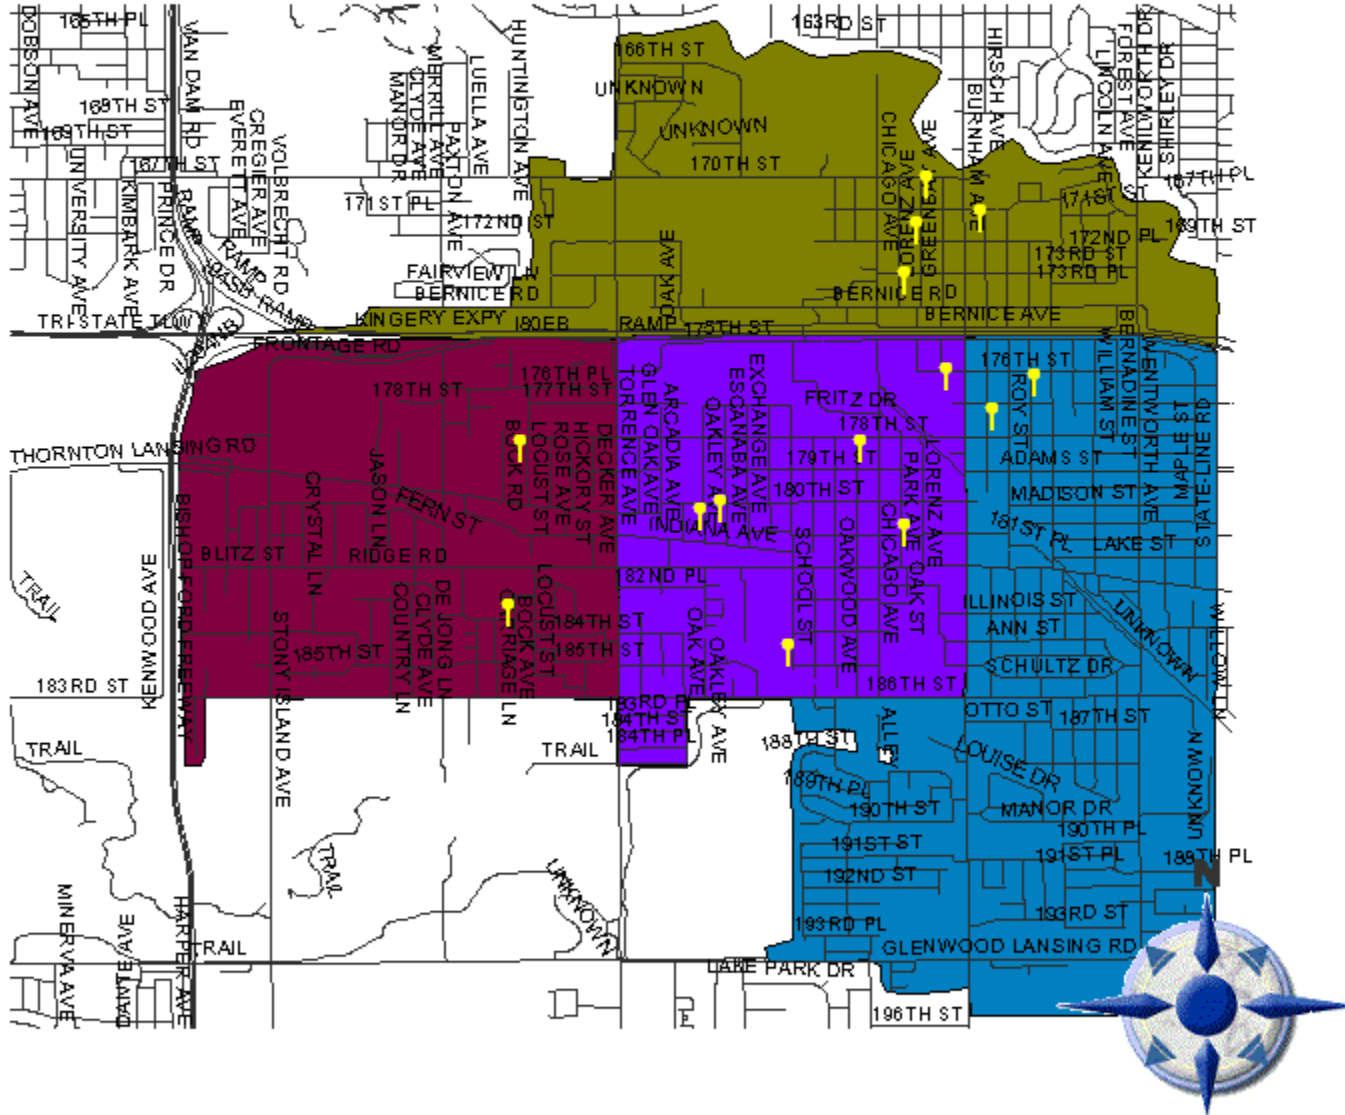 165TH PL
163RD ST
DOBSON AVE
VAN DAM RD
HUNTINGTON AVE
HIRSCH AVE
LINCOLN AVE
FOREST AVE
KENILWORTH DR
SHIRLEY DR
166TH ST
MERRILL AVE
LUELLA AVE
CLYDE AVE
MANOR DR
UNKNOWN
BURNHAM AVE
168TH ST
169TH ST
EVERETT AVE
CREGIER AVE
VOLBRECHT RD
PAXTON AVE
UNKNOWN
CHICAGO AVE
LORENZ AVE
GREENBAY AVE
167TH ST
170TH ST
167TH PL
UNIVERSITY AVE
KIMBARK AVE
PRINCE DR
RAMP
171ST PL
171ST ST
172ND ST
169TH ST
172ND PL
RAMP
173RD ST
173RD PL
FAIRVIEW LN
OAK AVE
BERNICE RD
BERNICE RD
DASH RAMP
BERNICE AVE
TRI-STATE TLW
KINGERY EXPY
I80EB
RAMP
175TH ST
FRONTAGE RD
176TH ST
WILLIAM ST
BERNADINE ST
WENTWORTH AVE
176TH PL
178TH ST
177TH ST
TORRENCE AVE
GLEN OAK AVE
ARCADIA AVE
OAKLEY AVE
ESCANABA AVE
EXCHANGE AVE
FRITZ DR
ROY ST
MAPLE ST
STATE-LINE RD
178TH ST
THORNTON LANSING RD
BOCK RD
LOCUST ST
ROSE AVE
HICKORY ST
DECKER AVE
179TH ST
PARK AVE
LORENZ AVE
ADAMS ST
JASON LN
CRYSTAL LN
180TH ST
MADISON ST
FERN ST
INDIANA AVE
181ST PL
LAKE ST
BISHOP FORD FREEWAY
BLITZ ST
RIDGE RD
SCHOOL ST
OAKWOOD AVE
CHICAGO AVE
OAK ST
TRAIL
KENWOOD AVE
182ND PL
ILLINOIS ST
UNKNOWN
WILLOW LN
STONY ISLAND AVE
COUNTRY LN
CLYDE AVE
DE JONG LN
CARRIAGE LN
BOCK AVE
LOCUST ST
184TH ST
OAK AVE
OAKLEY AVE
ANN ST
185TH ST
185TH ST
SCHULTZ DR
183RD ST
186TH ST
183RD PL
184TH ST
184TH PL
OTTO ST
187TH ST
ALLEY
TRAIL
TRAIL
188TH ST
LOUISE DR
UNKNOWN
189TH PL
190TH ST
MANOR DR
190TH PL
191ST ST
191ST PL
188TH PL
TRAIL
192ND ST
N
UNKNOWN
MINERVA AVE
DANTE AVE
HARPER AVE
193RD PL
193RD ST
TRAIL
GLENWOOD LANSING RD
LAKE PARK DR
196TH ST